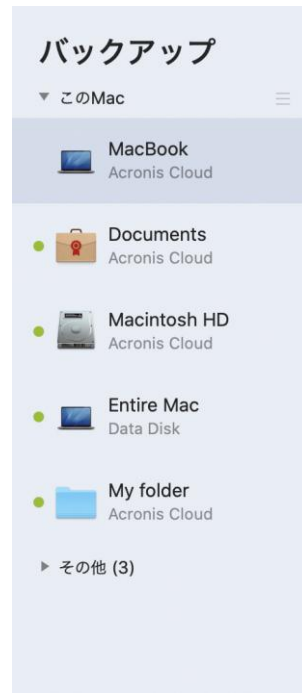 バックアップ
このMac
MacBook
Acronis Cloud
Documents
Acronis Cloud
Macintosh HD
Acronis Cloud
Entire Mac
Data Disk
My folder
Acronis Cloud
その他 (3)